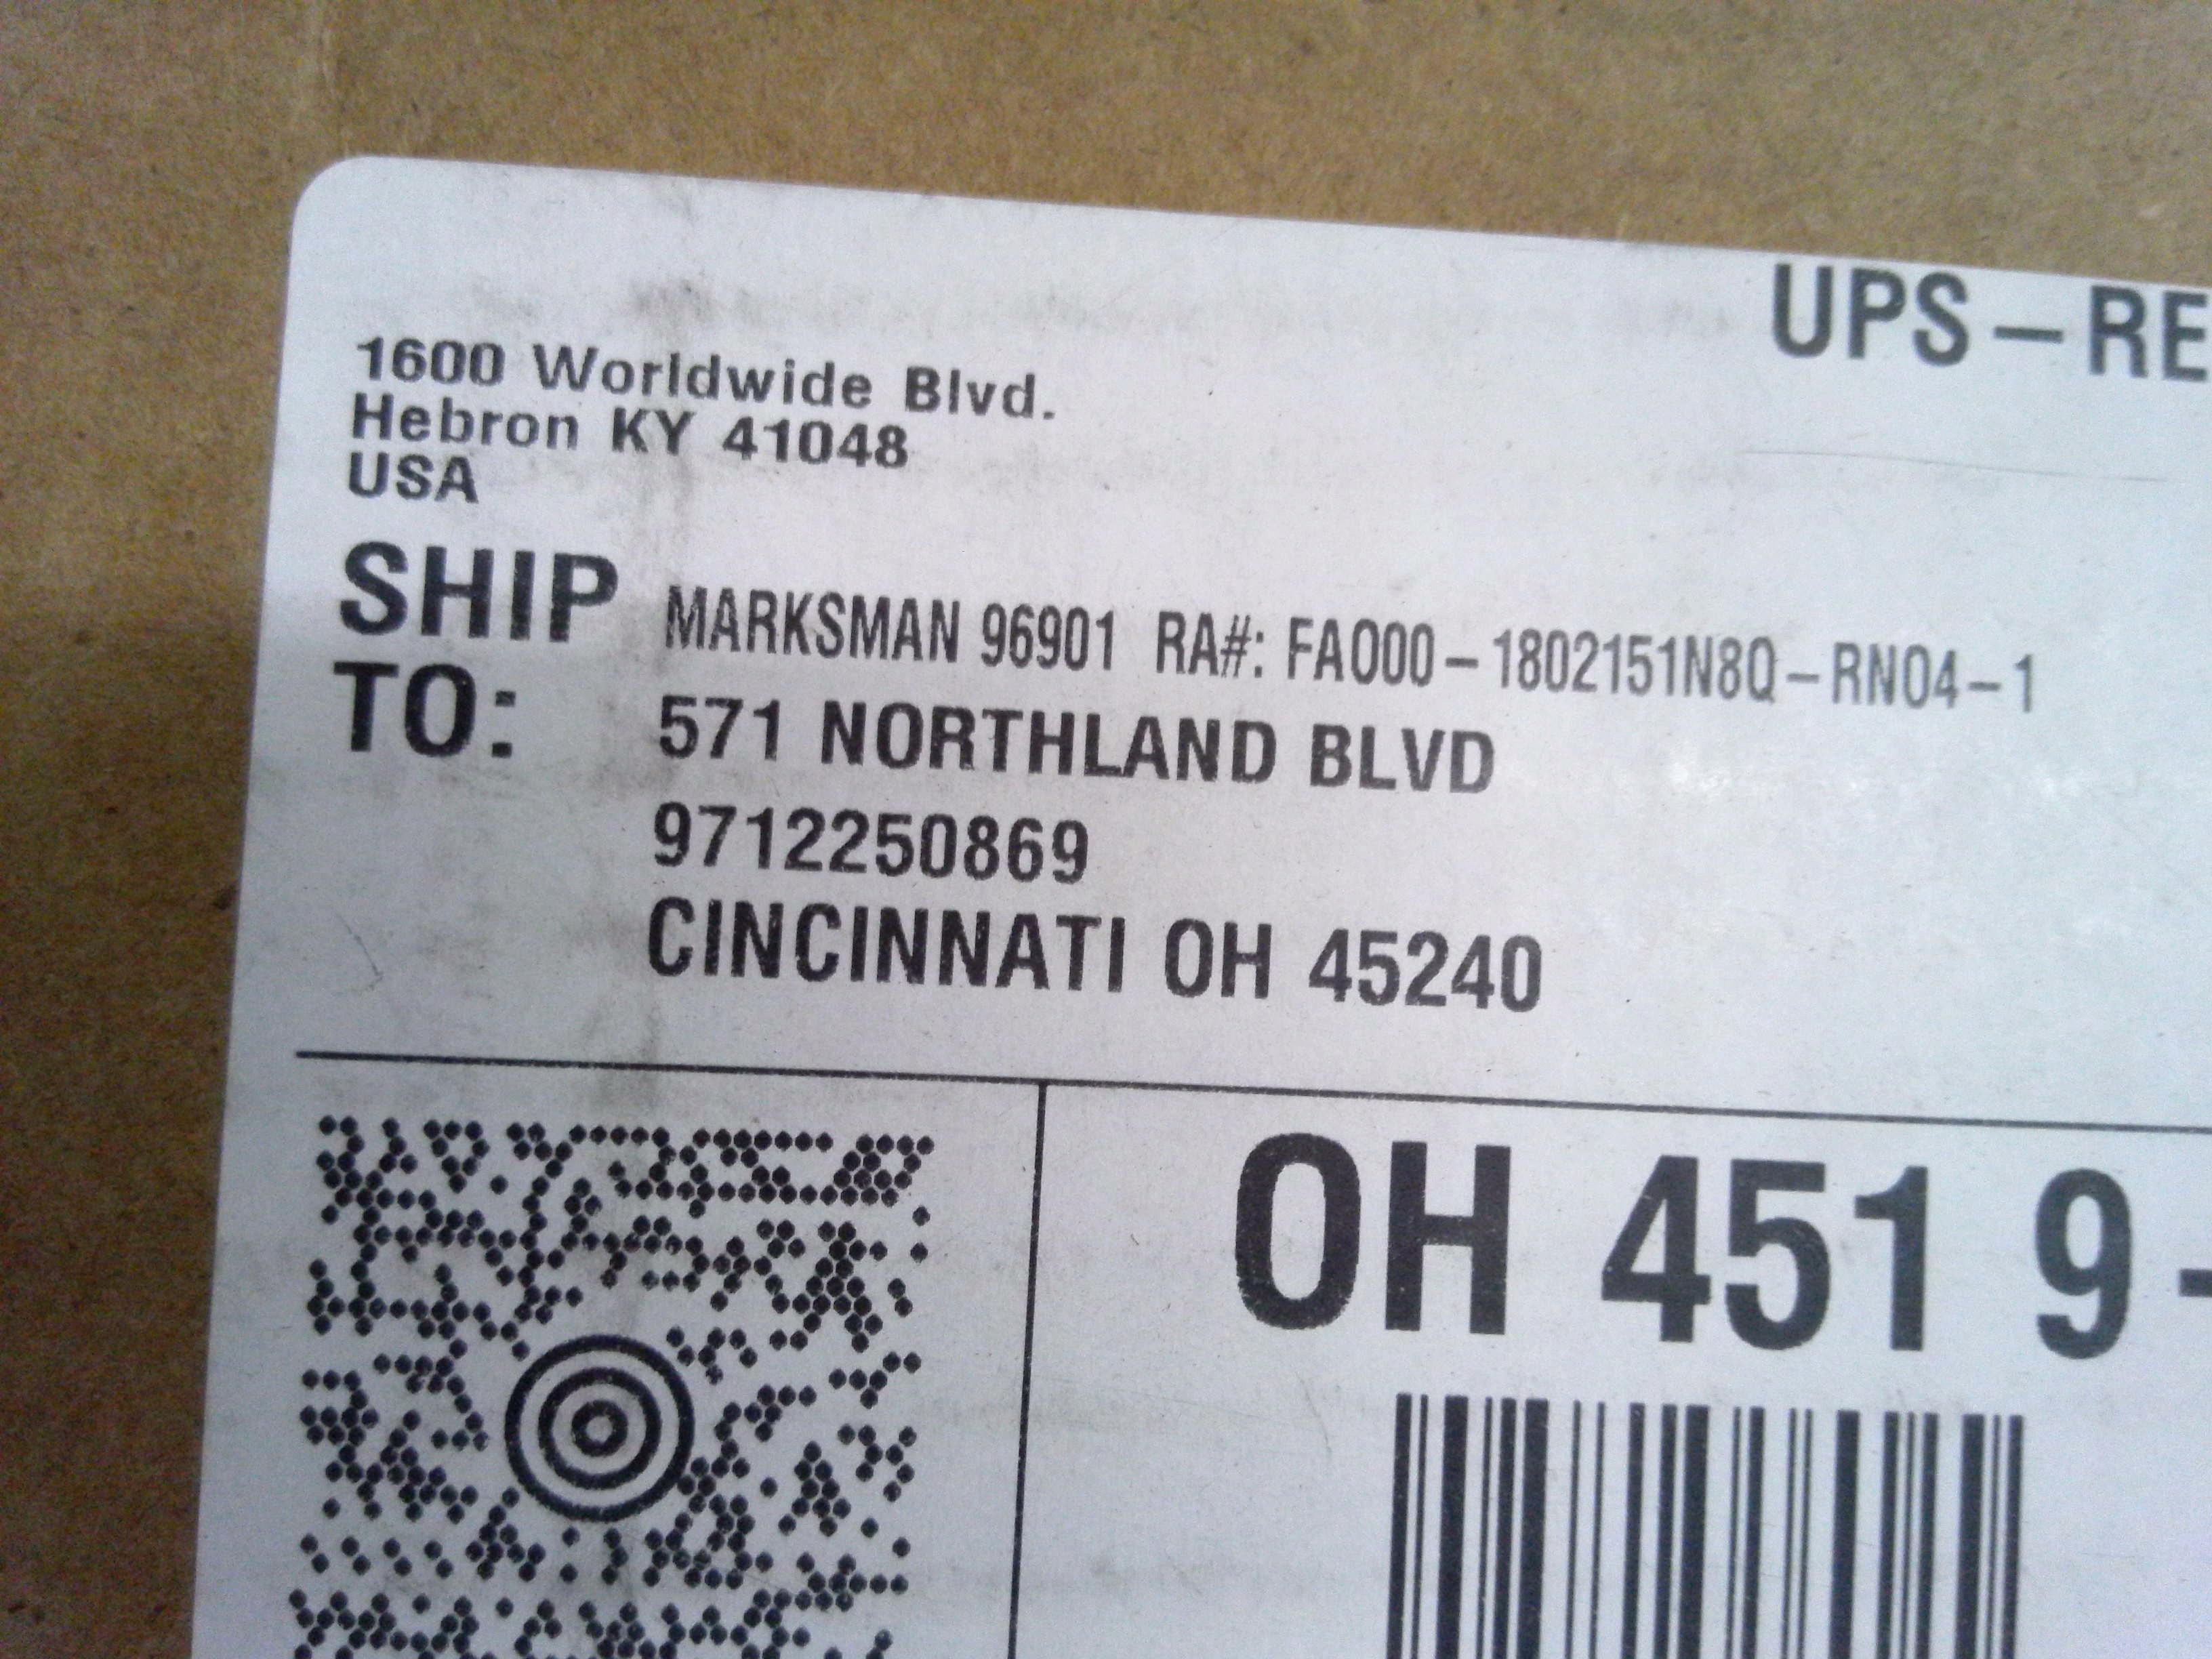 UPS-RE
1600 Worldwide Blvd.
Hebron KY 41048
USA
SHIP TO:
MARKSMAN 96901 RA#: FA000-1802151N8Q-RN04-1
571 NORTHLAND BLVD
9712250869
CINCINNATI OH 45240
OH 451 9-